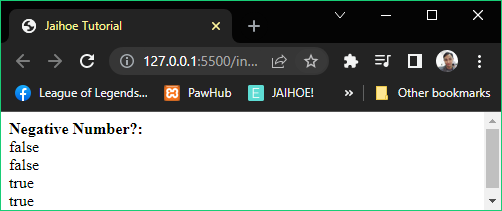 Jaihoe Tutorial
127.0.0.1:5500/in...
League of Legends... PawHub E JAIHOE! » Other bookmarks
Negative Number?:
false
false
true
true